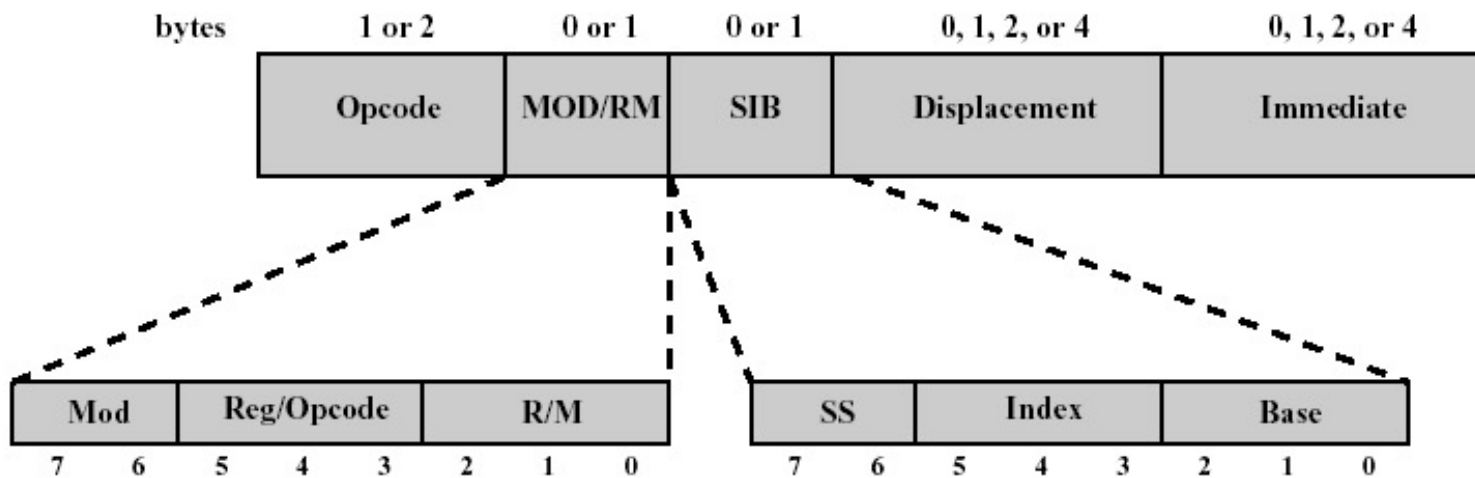 bytes 1 or 2 0 or 1 0 or 1 0, 1, 2, or 4 0, 1, 2, or 4
Opcode MOD/RM SIB Displacement Immediate
Mod Reg/Opcode R/M SS Index Base
7 6 5 4 3 2 1 0 7 6 5 4 3 2 1 0